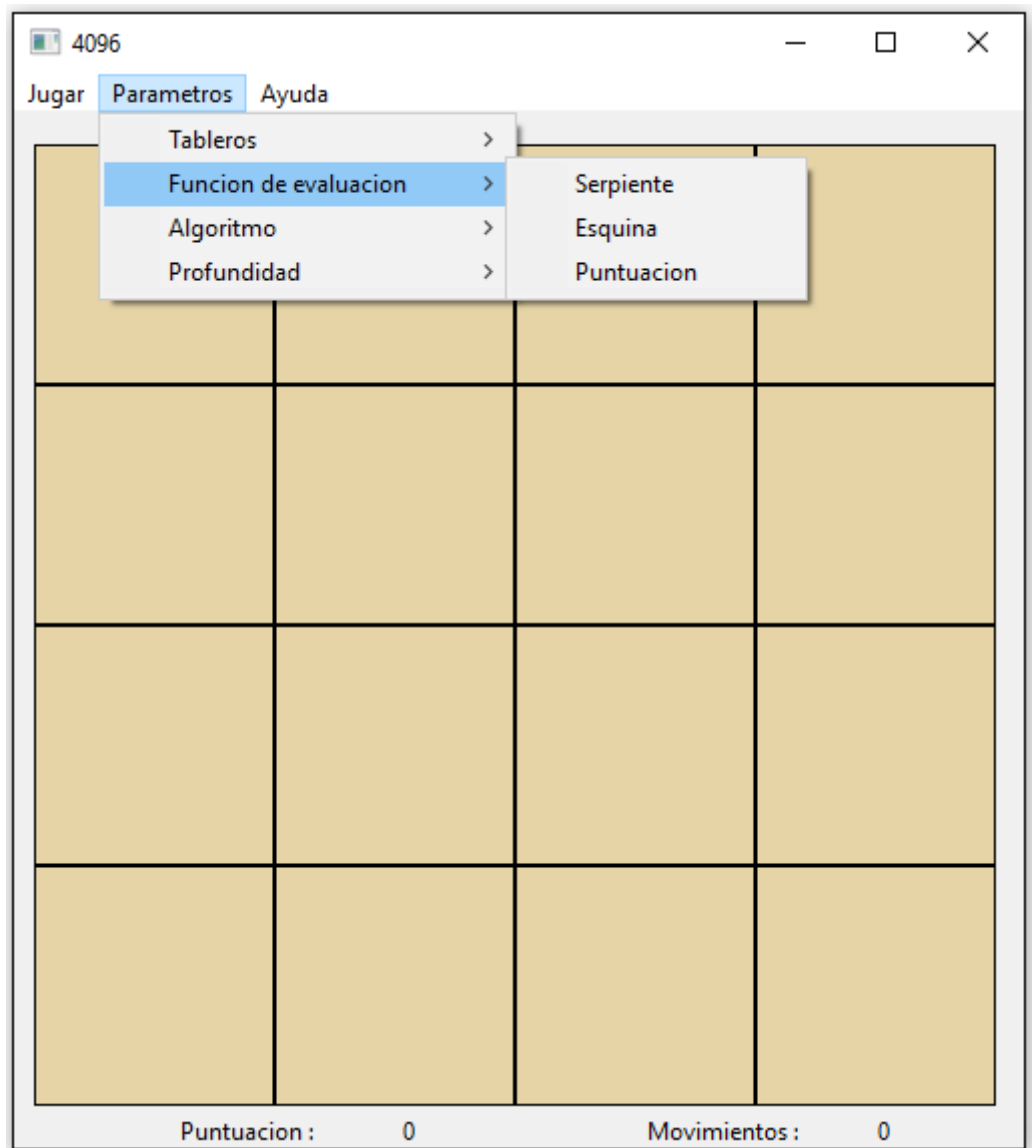 4096
Jugar Parametros Ayuda
Tableros
Funcion de evaluacion
Algoritmo
Profundidad
Serpiente
Esquina
Puntuacion
Puntuacion : 0 Movimientos : 0